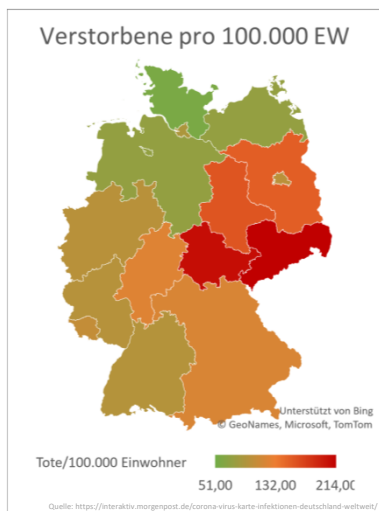 Verstorbene pro 100.000 EW
Unterstützt von Bing
© GeoNames, Microsoft, TomTom
Tote/100.000 Einwohner
51,00 132,00 214,0
Quelle: https://interaktiv.morgenpost.de/corona-virus-karte-infektionen-deutschland-weltweit/